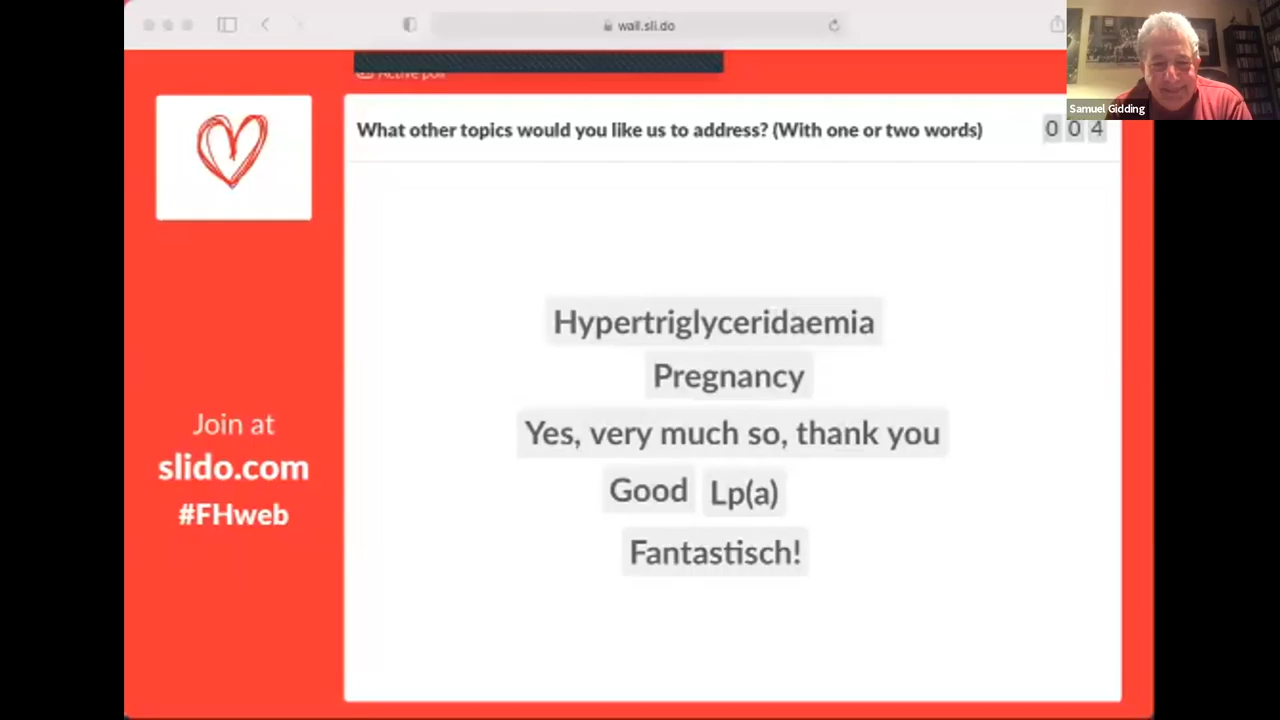 wall.sli.do
Samuel Gidding
Active poll
What other topics would you like us to address? (With one or two words)
0 0 4
Hypertriglyceridaemia
Pregnancy
Yes, very much so, thank you
Good Lp(a)
Fantastisch!
Join at
slido.com
#FHweb